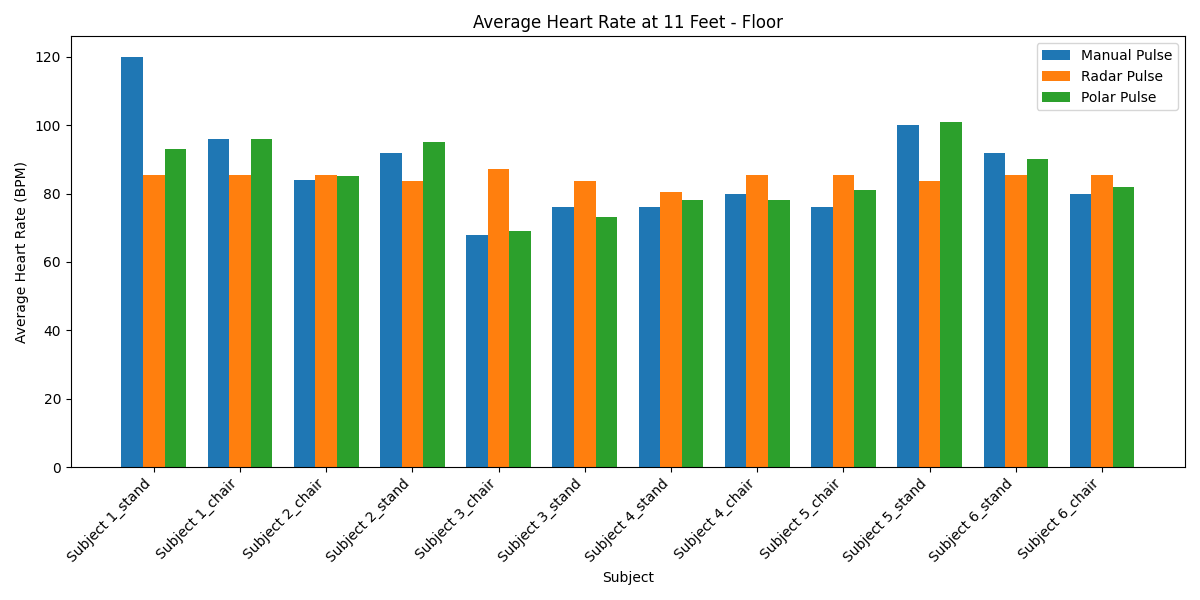 Average Heart Rate at 11 Feet - Floor
Manual Pulse
Radar Pulse
Polar Pulse
Average Heart Rate (BPM)
120
100
80
60
40
20
0
Subject 1_stand
Subject 1_chair
Subject 2_chair
Subject 2_stand
Subject 3_chair
Subject 3_stand
Subject 4_stand
Subject 4_chair
Subject 5_chair
Subject 5_stand
Subject 6_stand
Subject 6_chair
Subject